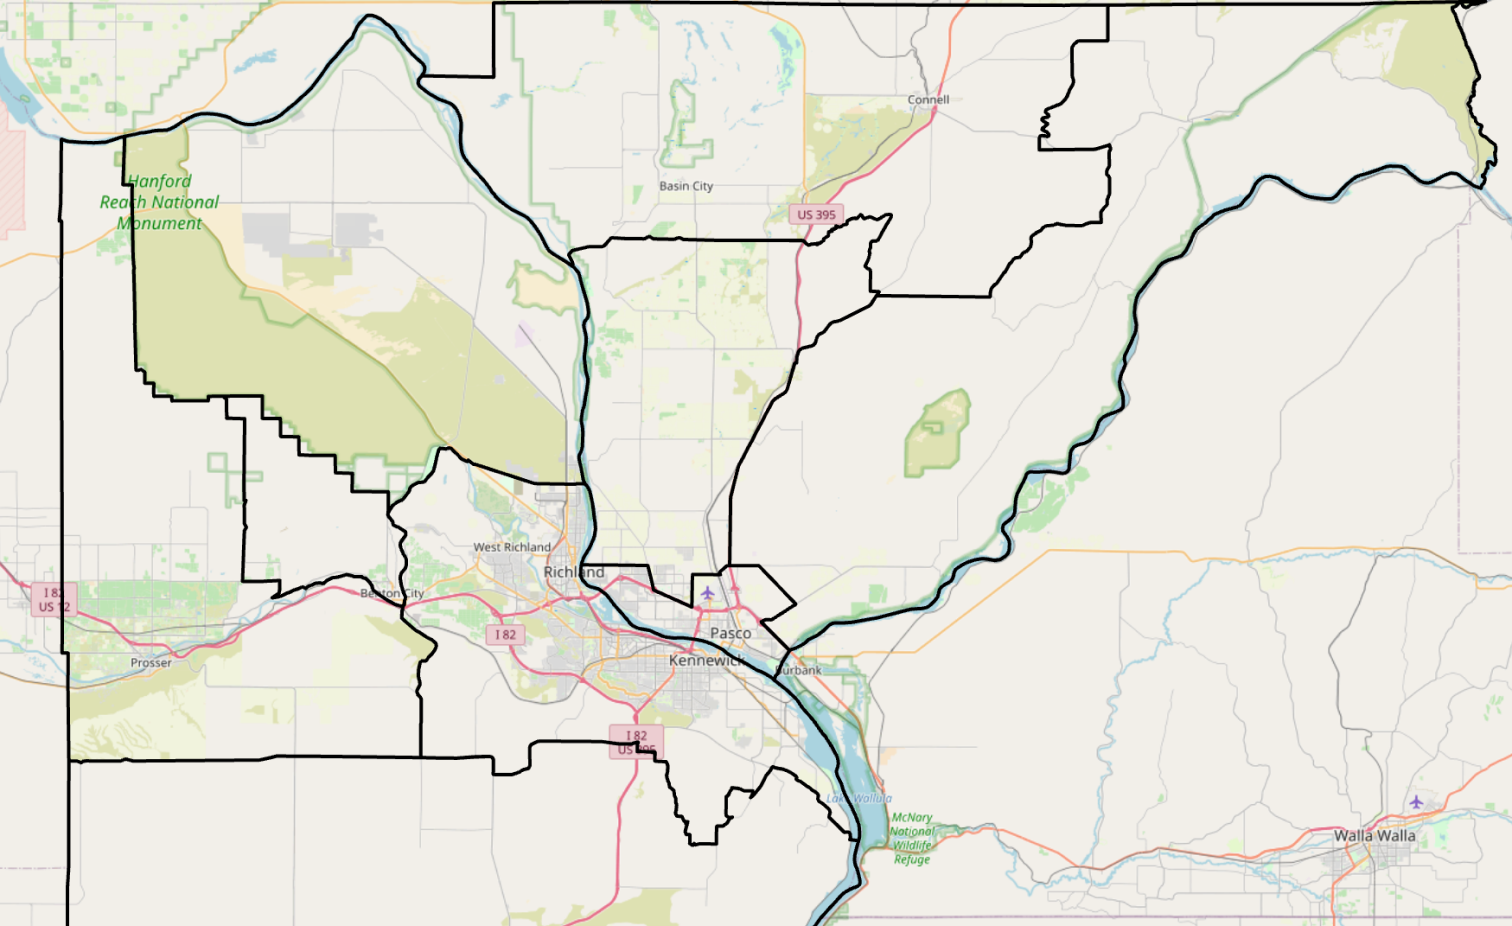 Connell
Hanford
Reach National
Monument
Basin City
US 395
West Richland
Richland
I 82
US 12
Benton City
I 82
Prosser
Pasco
Kennewick
Burbank
I 82
US 395
Lake Wallula
McNary
National
Wildlife
Refuge
Walla Walla